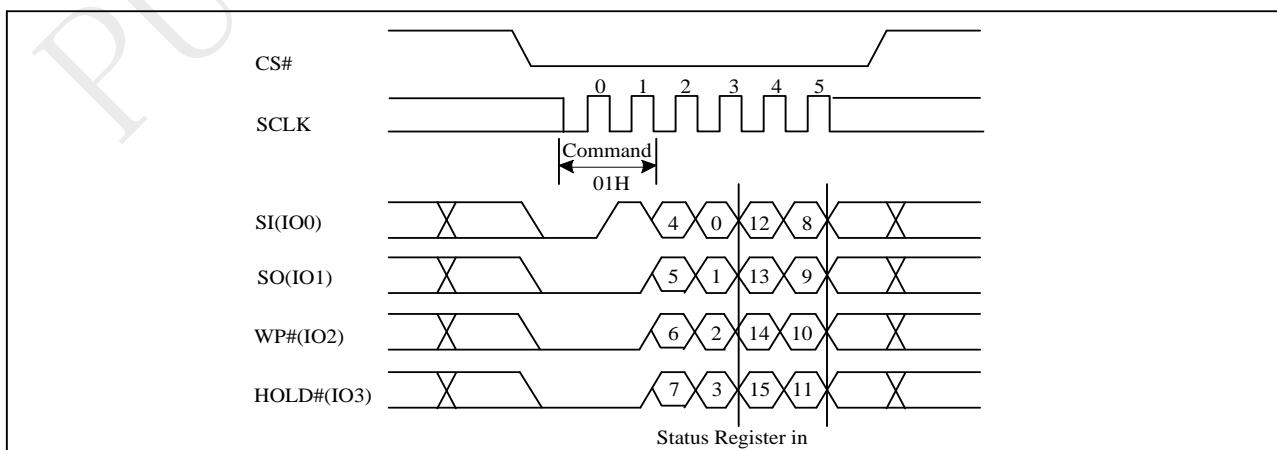 PU
CS#
0 1 2 3 4 5
SCLK
Command
01H
SI(IO0) 4 0 12 8
SO(IO1) 5 1 13 9
WP#(IO2) 6 2 14 10
HOLD#(IO3) 7 3 15 11
Status Register in